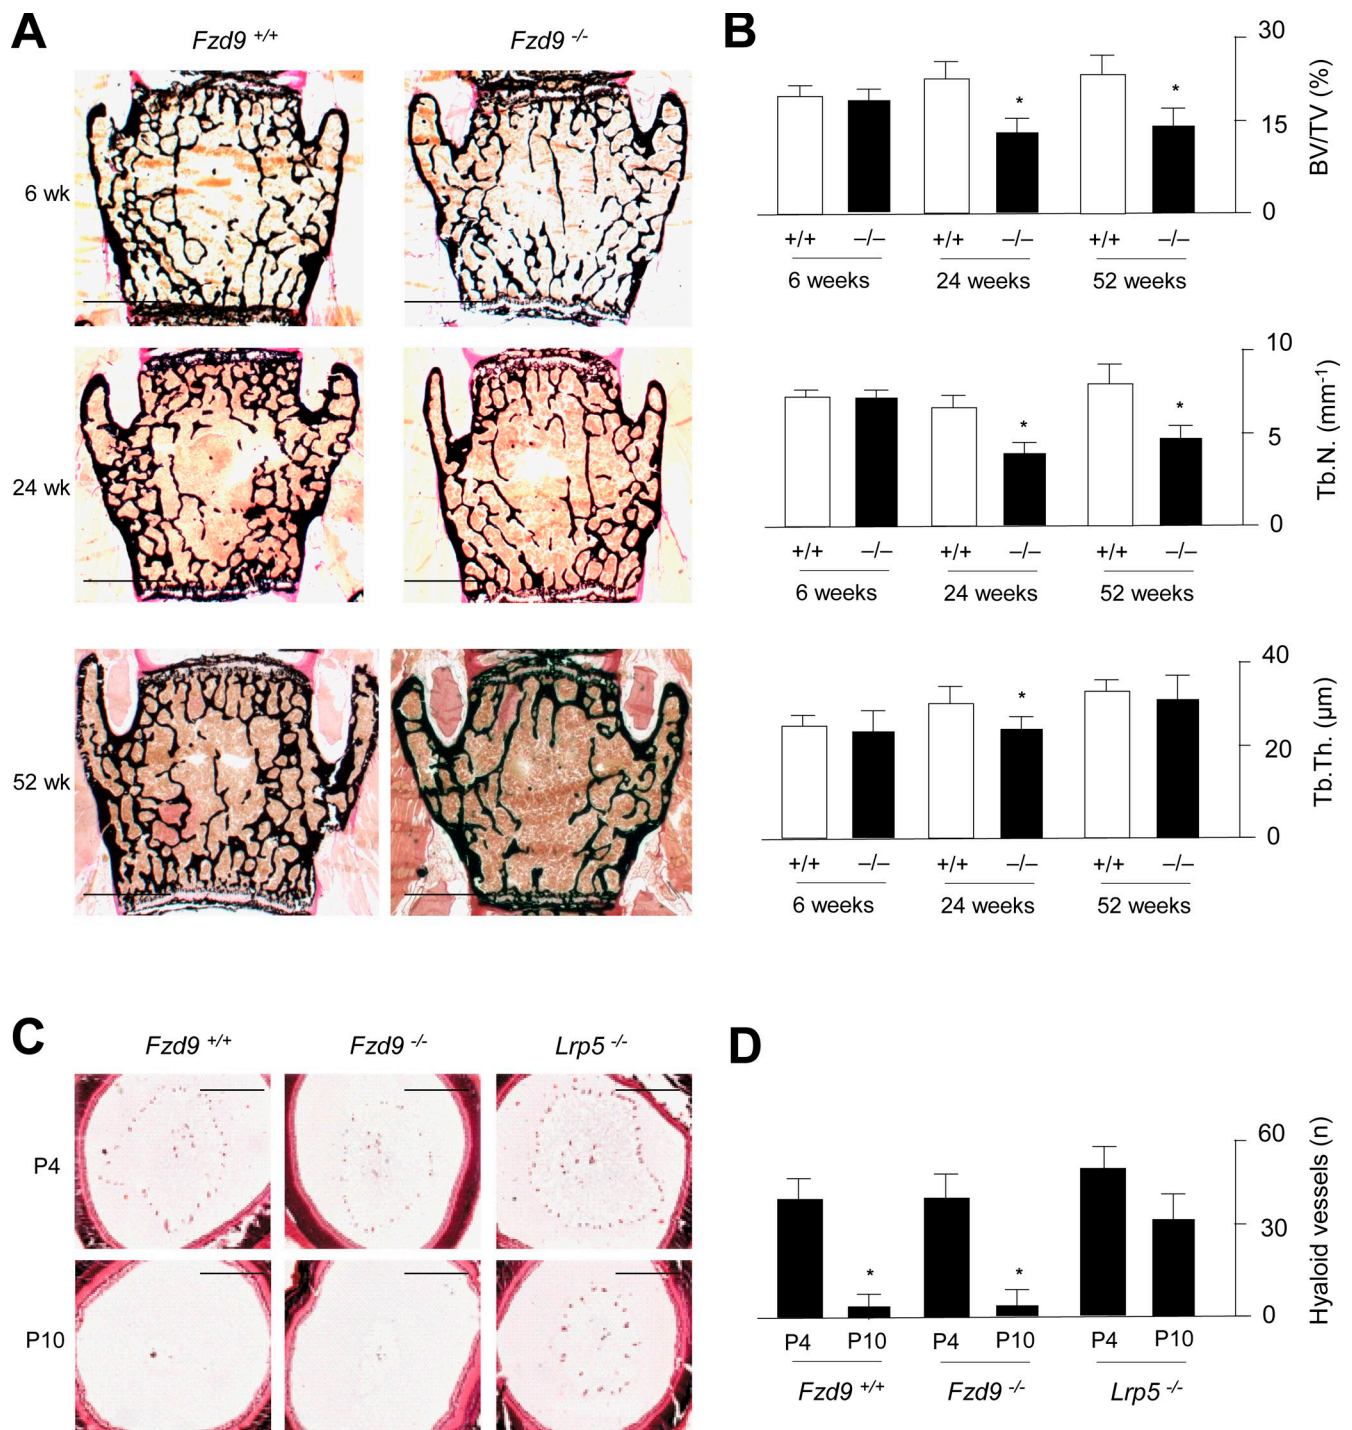 A
Fzd9 +/+
Fzd9 -/-
6 wk
24 wk
52 wk
B
30
15
0
BV/TV (%)
* *
+/+ –/– +/+ –/– +/+ –/–
6 weeks 24 weeks 52 weeks
10
5
0
Tb.N. (mm-1)
* *
+/+ –/– +/+ –/– +/+ –/–
6 weeks 24 weeks 52 weeks
40
20
0
Tb.Th. (µm)
*
+/+ –/– +/+ –/– +/+ –/–
6 weeks 24 weeks 52 weeks
C
Fzd9 +/+ Fzd9 -/- Lrp5 -/-
P4
P10
D
60
30
0
Hyaloid vessels (n)
* *
P4 P10 P4 P10 P4 P10
Fzd9 +/+ Fzd9 -/- Lrp5 -/-